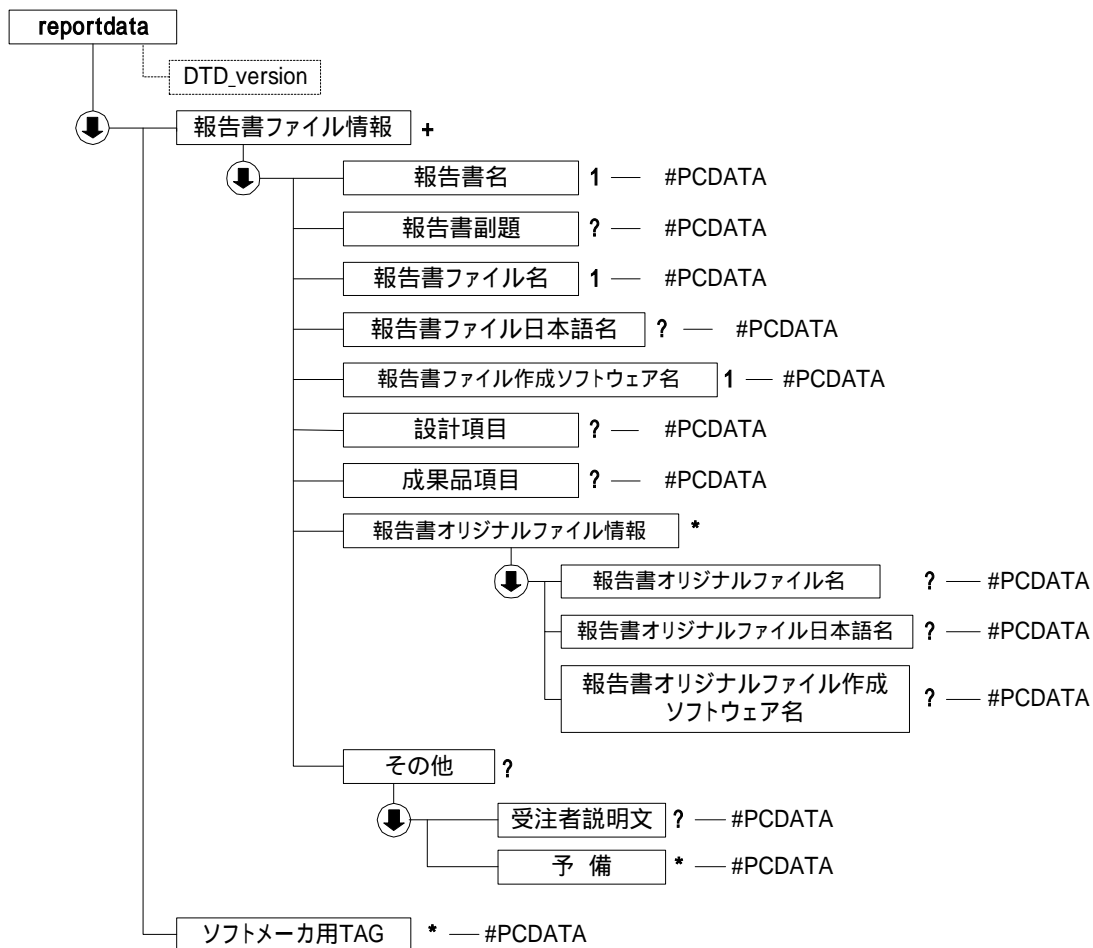 reportdata
DTD_version
報告書ファイル情報 +
報告書名 1 — #PCDATA
報告書副題 ? — #PCDATA
報告書ファイル名 1 — #PCDATA
報告書ファイル日本語名 ? — #PCDATA
報告書ファイル作成ソフトウェア名 1 — #PCDATA
設計項目 ? — #PCDATA
成果品項目 ? — #PCDATA
報告書オリジナルファイル情報 *
報告書オリジナルファイル名 ? — #PCDATA
報告書オリジナルファイル日本語名 ? — #PCDATA
報告書オリジナルファイル作成
ソフトウェア名 ? — #PCDATA
その他 ?
受注者説明文 ? — #PCDATA
予 備 * — #PCDATA
ソフトメーカ用TAG * — #PCDATA